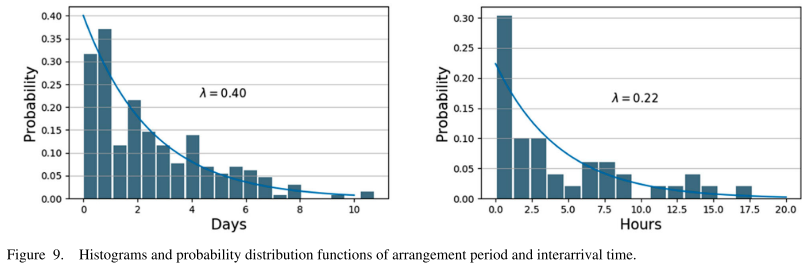 0.40
0.35
0.30
0.25
0.20
0.15
0.10
0.05
0.00
Probability
λ = 0.40
0 2 4 6 8 10
Days
0.30
0.25
0.20
0.15
0.10
0.05
0.00
Probability
λ = 0.22
0.0 2.5 5.0 7.5 10.0 12.5 15.0 17.5 20.0
Hours
Figure 9. Histograms and probability distribution functions of arrangement period and interarrival time.